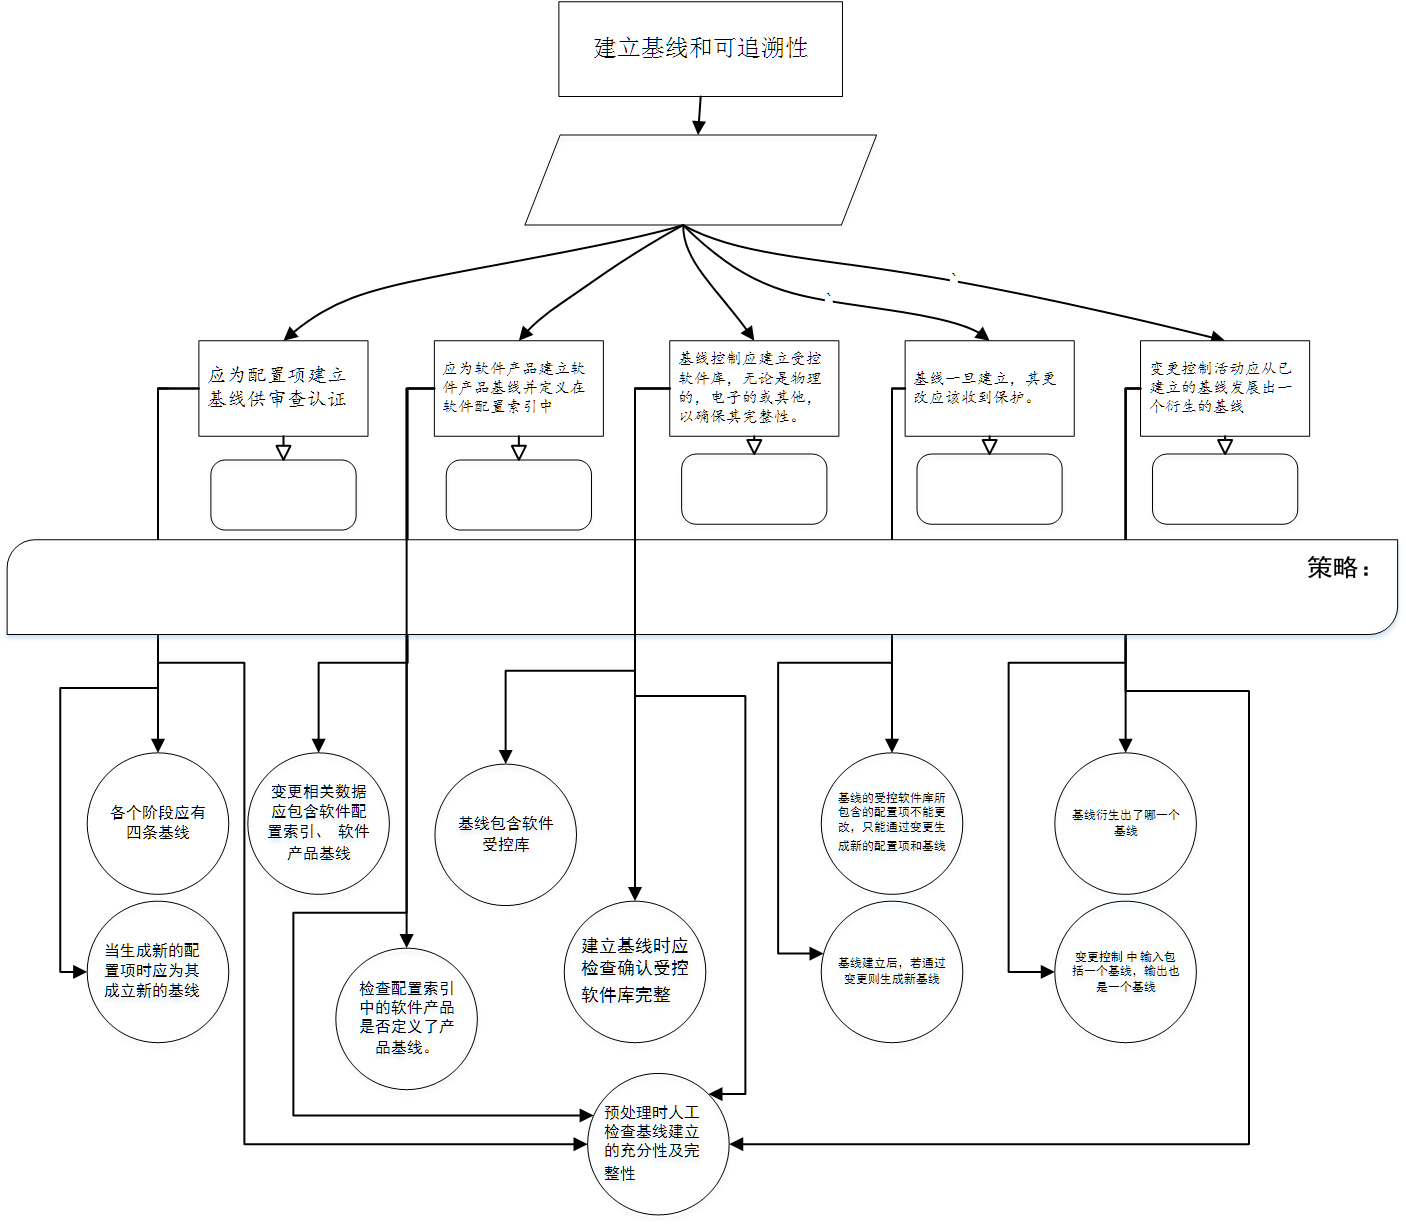 建立基线和可追溯性
`
`
应为配置项建立
基线供审查认证
应为软件产品建立软
件产品基线并定义在
软件配置索引中
基线控制应建立受控
软件库，无论是物理
的，电子的或其他，
以确保其完整性。
基线一旦建立，其更
改应该收到保护。
变更控制活动应从已
建立的基线发展出一
个衍生的基线
策略：
各个阶段应有
四条基线
变更相关数据
应包含软件配
置索引、 软件
产品基线
基线包含软件
受控库
基线的受控软件库所
包含的配置项不能更
改，只能通过变更生
成新的配置项和基线
基线衍生出了哪一个
基线
当生成新的配
置项时应为其
成立新的基线
检查配置索引
中的软件产品
是否定义了产
品基线。
建立基线时应
检查确认受控
软件库完整
基线建立后，若通过
变更则生成新基线
变更控制 中 输入包
括一个基线，输出也
是一个基线
预处理时人工
检查基线建立
的充分性及完
整性